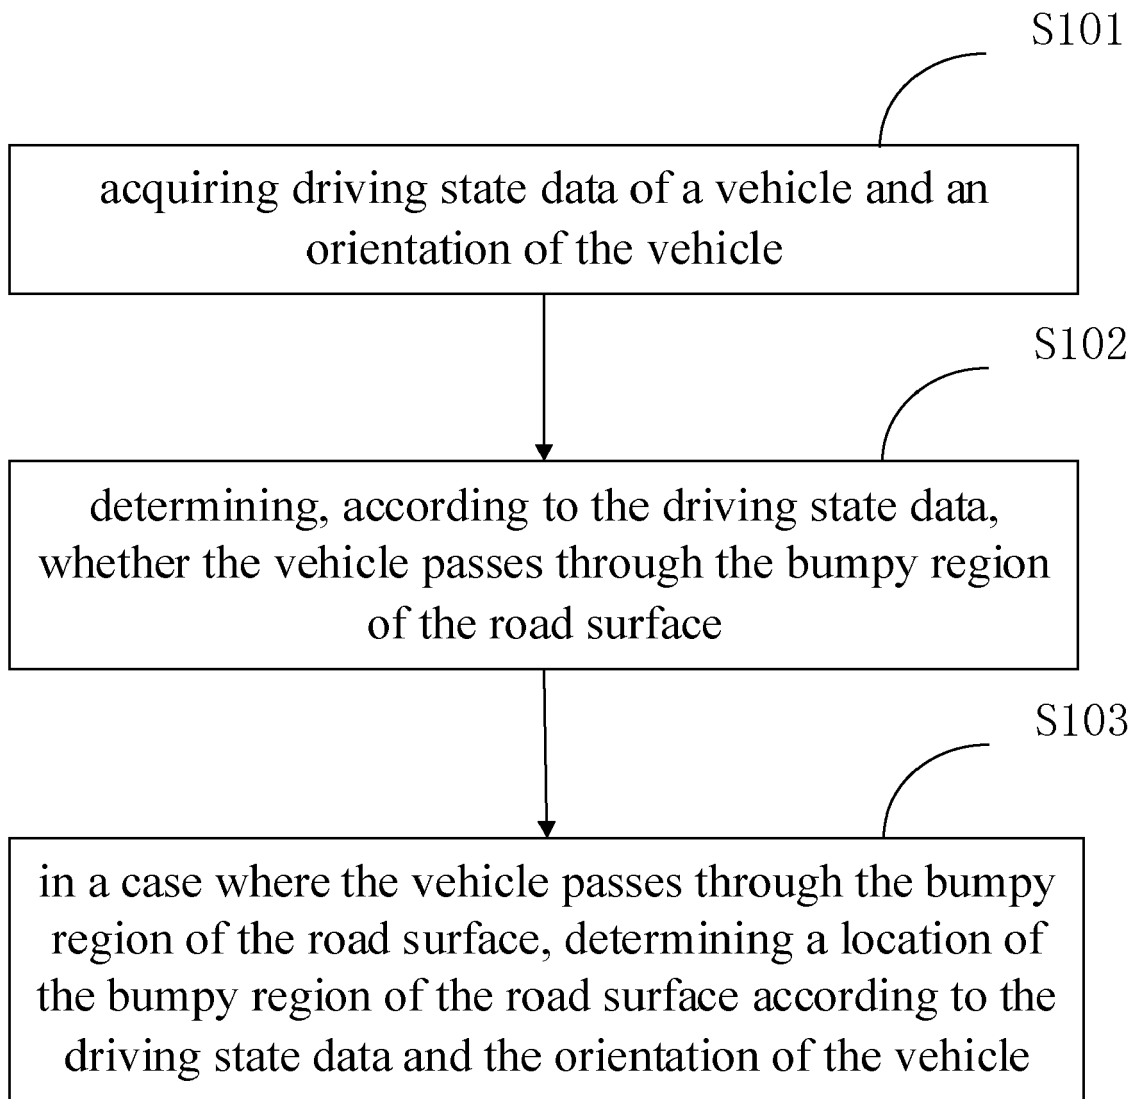 S101
acquiring driving state data of a vehicle and an
orientation of the vehicle
S102
determining, according to the driving state data,
whether the vehicle passes through the bumpy region
of the road surface
S103
in a case where the vehicle passes through the bumpy
region of the road surface, determining a location of
the bumpy region of the road surface according to the
driving state data and the orientation of the vehicle